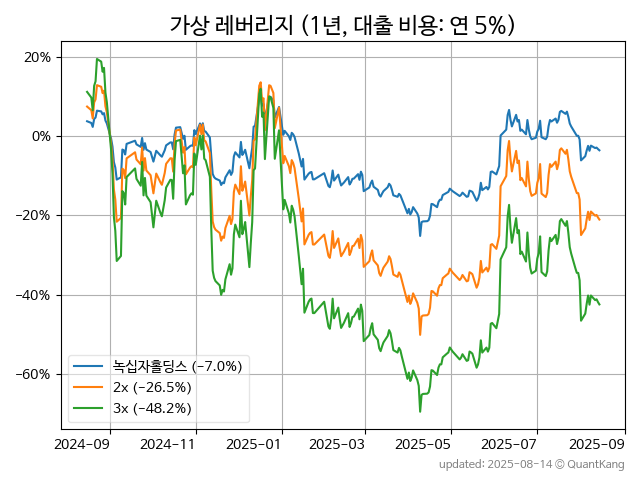 가상 레버리지 (1년, 대출 비용: 연 5%)
20%
0%
−20%
−40%
−60%
녹십자홀딩스 (−7.0%)
2x (−26.5%)
3x (−48.2%)
2024−09 2024−11 2025−01 2025−03 2025−05 2025−07 2025−09
updated: 2025-08-14 © QuantKang